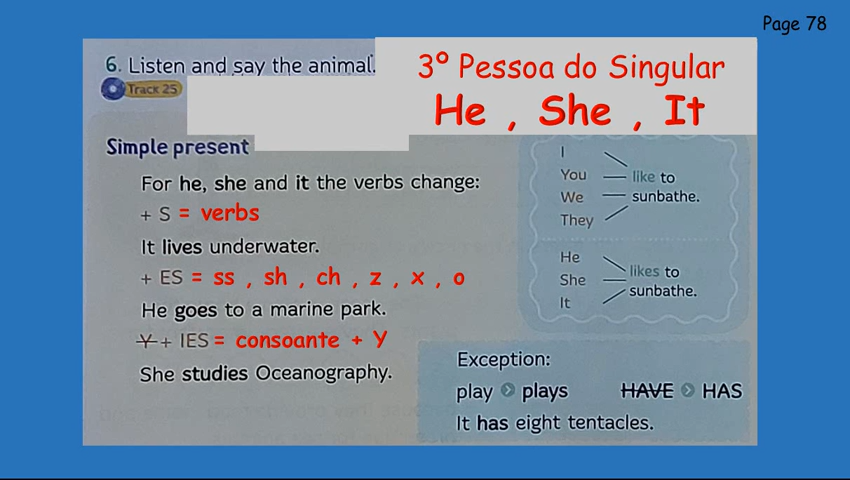 Page 78
6. Listen and say the animal.
Track 25
3º Pessoa do Singular
He , She , It
Simple present
For he, she and it the verbs change:
+ S = verbs
It lives underwater.
+ ES = ss , sh , ch , z , x , o
He goes to a marine park.
Y + IES = consoante + Y
She studies Oceanography.
I
You
We
They
like to
sunbathe.
He
She
It
likes to
sunbathe.
Exception:
play > plays HAVE > HAS
It has eight tentacles.